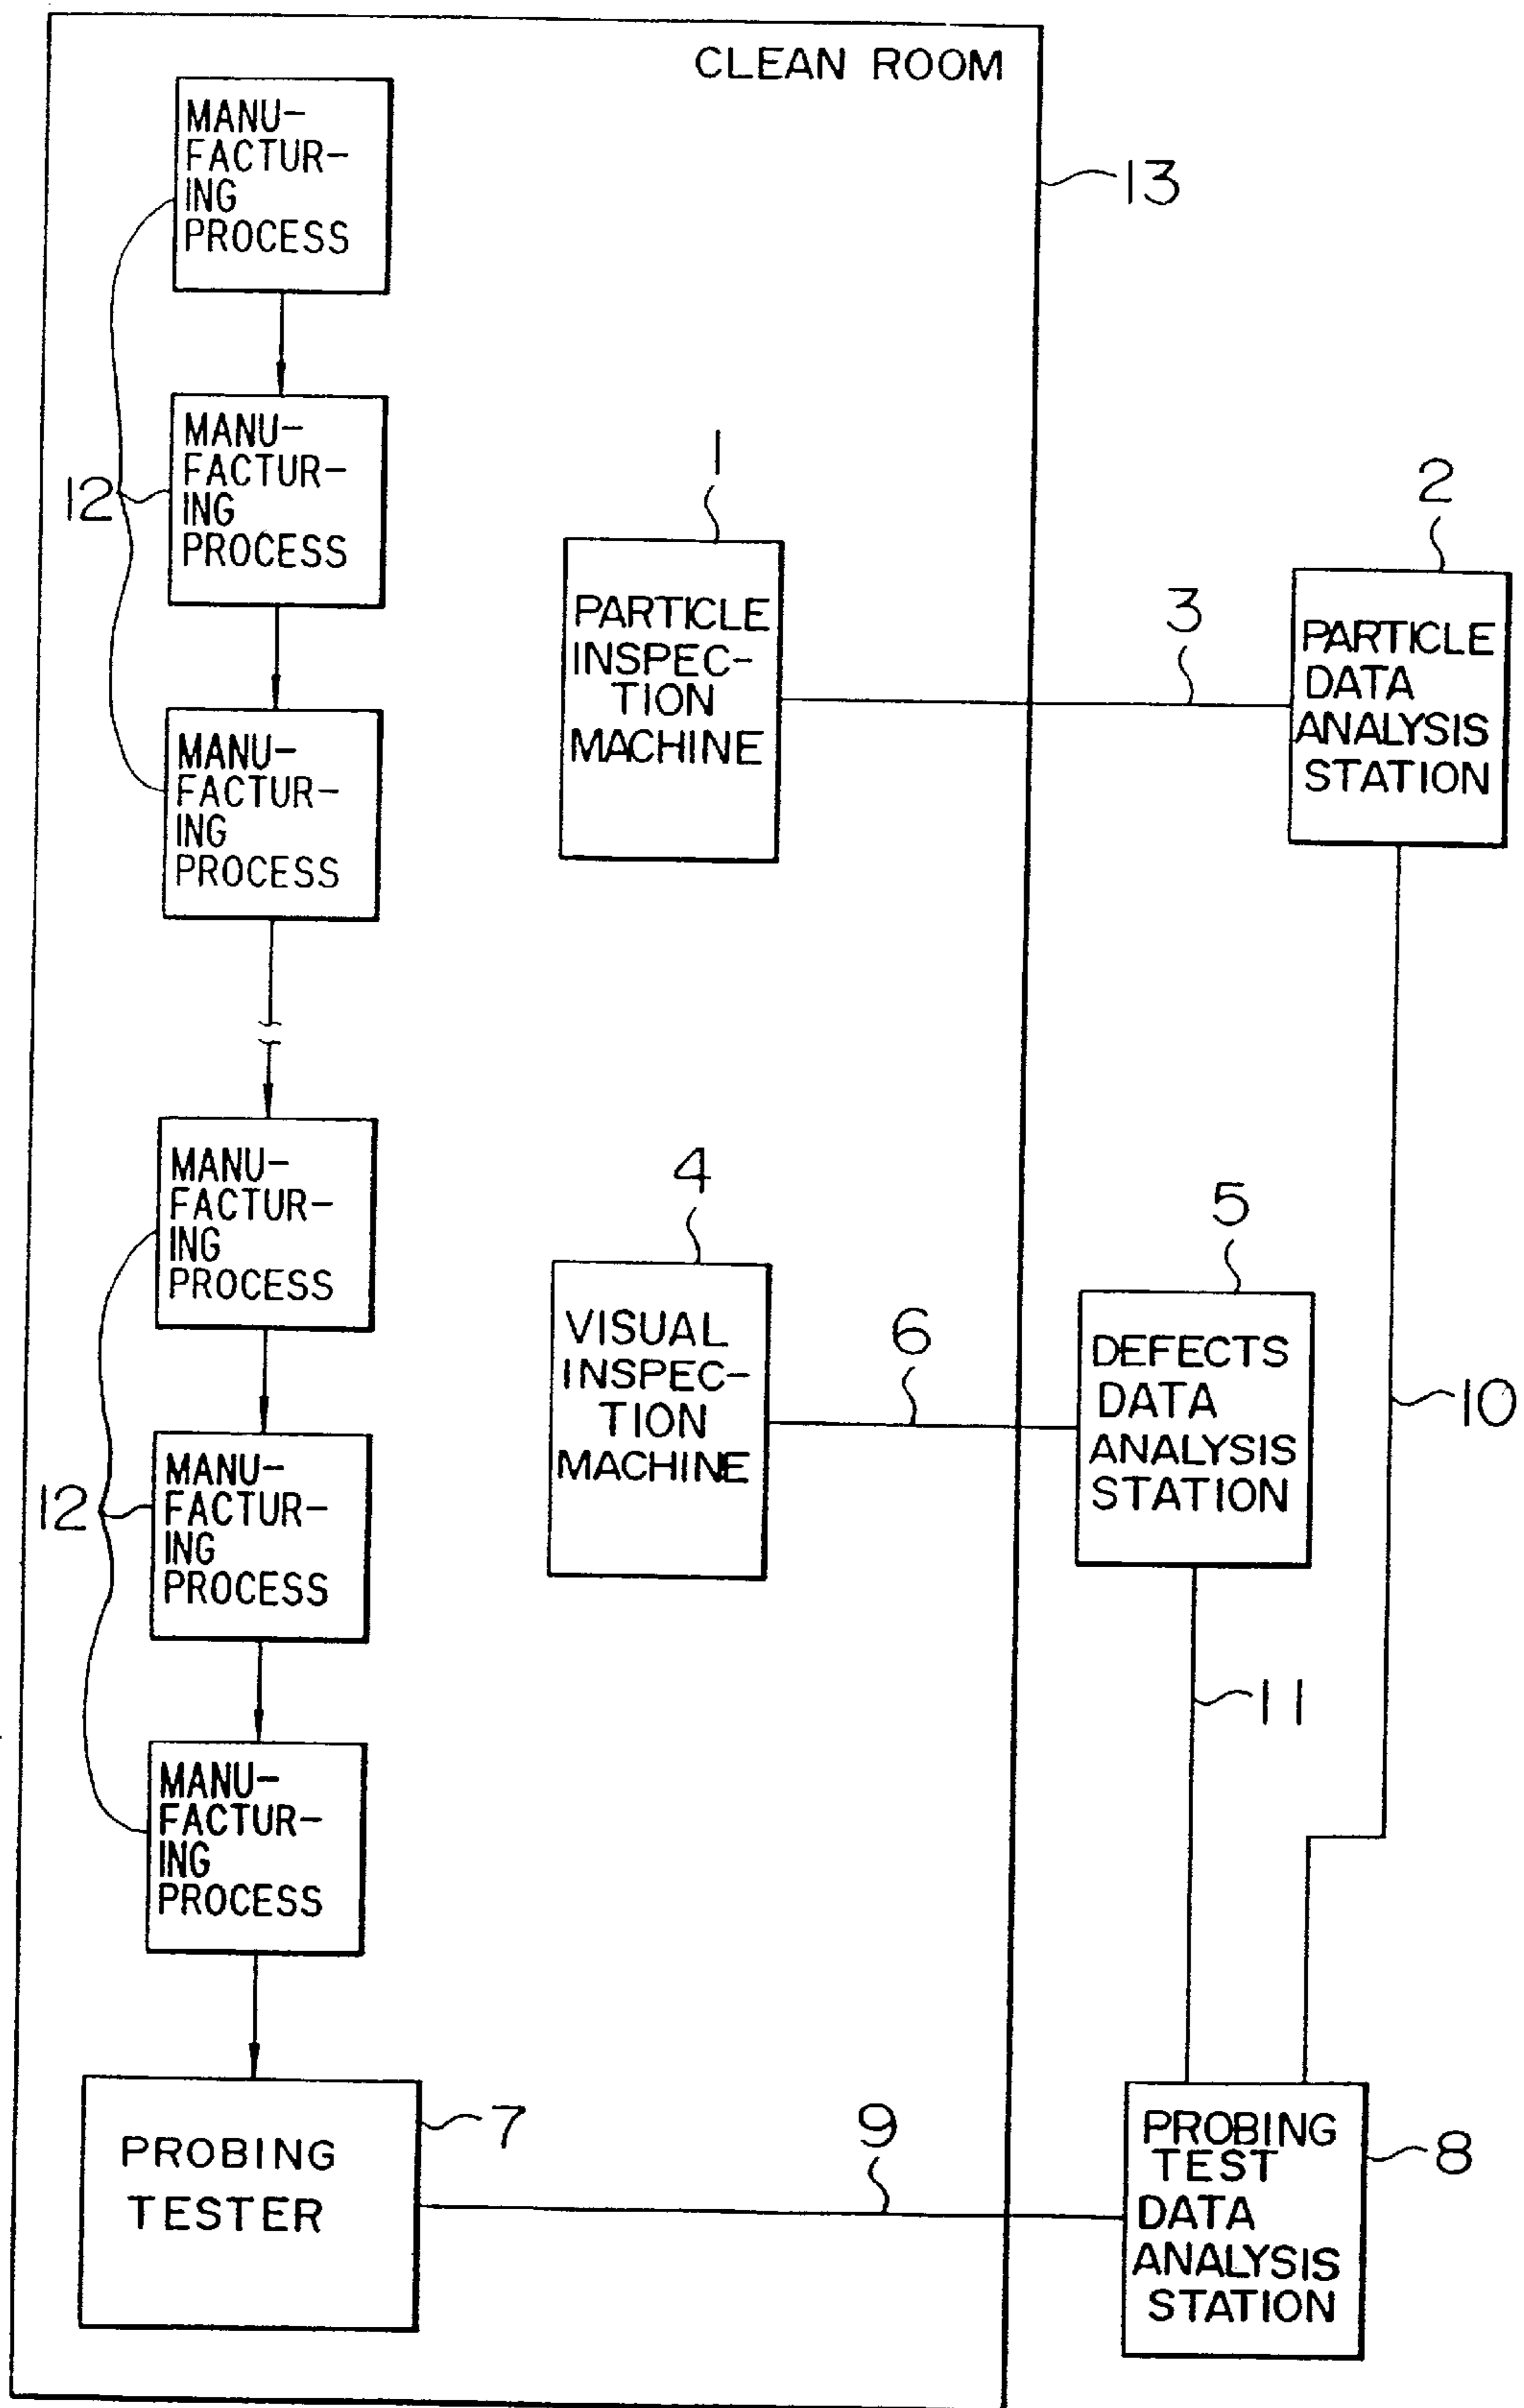 CLEAN ROOM
13
MANU-
FACTUR-
ING
PROCESS
12
MANU-
FACTUR-
ING
PROCESS
MANU-
FACTUR-
ING
PROCESS
1
PARTICLE
INSPEC-
TION
MACHINE
3
2
PARTICLE
DATA
ANALYSIS
STATION
MANU-
FACTUR-
ING
PROCESS
12
MANU-
FACTUR-
ING
PROCESS
MANU-
FACTUR-
ING
PROCESS
4
VISUAL
INSPEC-
TION
MACHINE
6
5
DEFECTS
DATA
ANALYSIS
STATION
10
11
PROBING
TESTER
7
9
PROBING
TEST
DATA
ANALYSIS
STATION
8